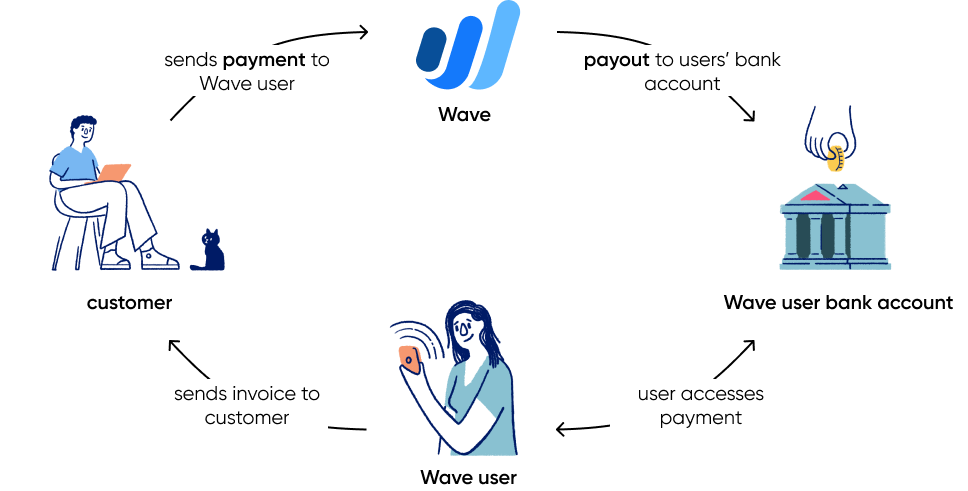 sends payment to
Wave user
Wave
payout to users’ bank
account
customer
Wave user bank account
sends invoice to
customer
user accesses
payment
Wave user